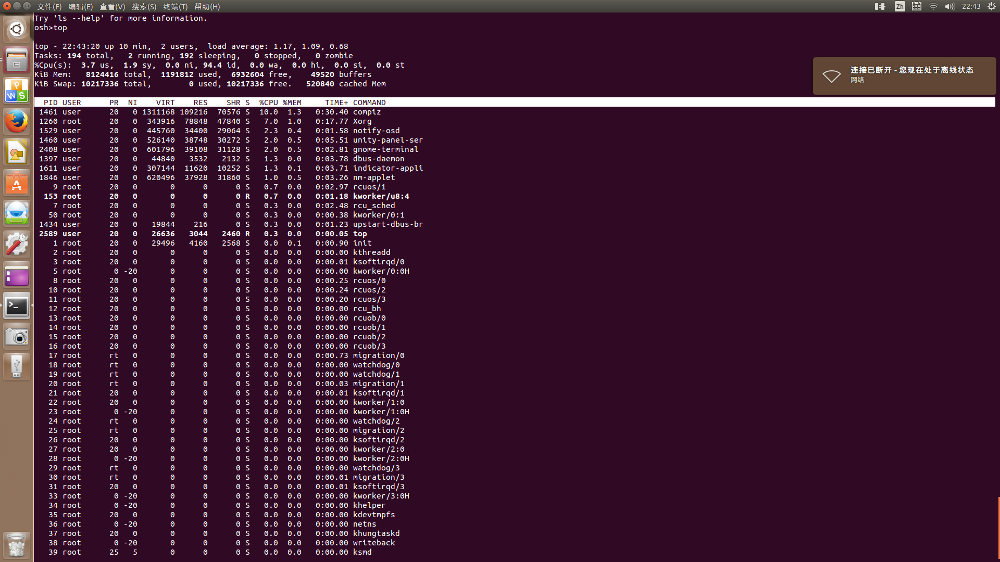 文件(F) 编辑(E) 查看(V) 搜索(S) 终端(T) 帮助(H) Zh 22:43
Try 'ls --help' for more information.
osh>top
top - 22:43:20 up 10 min,  2 users,  load average: 1.17, 1.09, 0.68
Tasks: 194 total,   2 running, 192 sleeping,   0 stopped,   0 zombie
%Cpu(s):  3.7 us,  1.9 sy,  0.0 ni, 94.4 id,  0.0 wa,  0.0 hi,  0.0 si,  0.0 st
KiB Mem:   8124416 total,  1191812 used,  6932604 free,    49520 buffers
KiB Swap: 10217336 total,        0 used, 10217336 free.   520840 cached Mem
连接已断开 - 您现在处于离线状态
网络
PID USER PR NI VIRT RES SHR S %CPU %MEM TIME+ COMMAND
1461 user 20 0 1311168 109216 70576 S 10.0 1.3 0:30.40 compiz
1260 root 20 0 343916 78848 47840 S 7.0 1.0 0:17.77 Xorg
1529 user 20 0 445760 34400 29064 S 2.3 0.4 0:01.58 notify-osd
1460 user 20 0 526140 38748 30272 S 2.0 0.5 0:05.51 unity-panel-ser
2408 user 20 0 601796 39108 31128 S 2.0 0.5 0:02.81 gnome-terminal
1397 user 20 0 44840 3532 2132 S 1.3 0.0 0:03.78 dbus-daemon
1611 user 20 0 307144 11620 10252 S 1.3 0.1 0:03.71 indicator-appli
1846 user 20 0 620496 37928 31860 S 1.0 0.5 0:03.26 nm-applet
9 root 20 0 0 0 0 S 0.7 0.0 0:02.97 rcuos/1
153 root 20 0 0 0 0 R 0.7 0.0 0:01.18 kworker/u8:4
7 root 20 0 0 0 0 S 0.3 0.0 0:02.48 rcu_sched
50 root 20 0 0 0 0 S 0.3 0.0 0:00.38 kworker/0:1
1434 user 20 0 19844 216 0 S 0.3 0.0 0:01.23 upstart-dbus-br
2589 user 20 0 26636 3044 2460 R 0.3 0.0 0:00.05 top
1 root 20 0 29496 4160 2568 S 0.0 0.1 0:00.90 init
2 root 20 0 0 0 0 S 0.0 0.0 0:00.00 kthreadd
3 root 20 0 0 0 0 S 0.0 0.0 0:00.01 ksoftirqd/0
5 root 0 -20 0 0 0 S 0.0 0.0 0:00.00 kworker/0:0H
8 root 20 0 0 0 0 S 0.0 0.0 0:00.25 rcuos/0
10 root 20 0 0 0 0 S 0.0 0.0 0:00.24 rcuos/2
11 root 20 0 0 0 0 S 0.0 0.0 0:00.20 rcuos/3
12 root 20 0 0 0 0 S 0.0 0.0 0:00.00 rcu_bh
13 root 20 0 0 0 0 S 0.0 0.0 0:00.00 rcuob/0
14 root 20 0 0 0 0 S 0.0 0.0 0:00.00 rcuob/1
15 root 20 0 0 0 0 S 0.0 0.0 0:00.00 rcuob/2
16 root 20 0 0 0 0 S 0.0 0.0 0:00.00 rcuob/3
17 root rt 0 0 0 0 S 0.0 0.0 0:00.73 migration/0
18 root rt 0 0 0 0 S 0.0 0.0 0:00.00 watchdog/0
19 root rt 0 0 0 0 S 0.0 0.0 0:00.00 watchdog/1
20 root rt 0 0 0 0 S 0.0 0.0 0:00.03 migration/1
21 root 20 0 0 0 0 S 0.0 0.0 0:00.01 ksoftirqd/1
22 root 20 0 0 0 0 S 0.0 0.0 0:00.00 kworker/1:0
23 root 0 -20 0 0 0 S 0.0 0.0 0:00.00 kworker/1:0H
24 root rt 0 0 0 0 S 0.0 0.0 0:00.00 watchdog/2
25 root rt 0 0 0 0 S 0.0 0.0 0:00.00 migration/2
26 root 20 0 0 0 0 S 0.0 0.0 0:00.00 ksoftirqd/2
27 root 20 0 0 0 0 S 0.0 0.0 0:00.00 kworker/2:0
28 root 0 -20 0 0 0 S 0.0 0.0 0:00.00 kworker/2:0H
29 root rt 0 0 0 0 S 0.0 0.0 0:00.00 watchdog/3
30 root rt 0 0 0 0 S 0.0 0.0 0:00.01 migration/3
31 root 20 0 0 0 0 S 0.0 0.0 0:00.01 ksoftirqd/3
33 root 0 -20 0 0 0 S 0.0 0.0 0:00.00 kworker/3:0H
34 root 0 -20 0 0 0 S 0.0 0.0 0:00.00 khelper
35 root 20 0 0 0 0 S 0.0 0.0 0:00.00 kdevtmpfs
36 root 0 -20 0 0 0 S 0.0 0.0 0:00.00 netns
37 root 20 0 0 0 0 S 0.0 0.0 0:00.00 khungtaskd
38 root 0 -20 0 0 0 S 0.0 0.0 0:00.00 writeback
39 root 25 5 0 0 0 S 0.0 0.0 0:00.00 ksmd